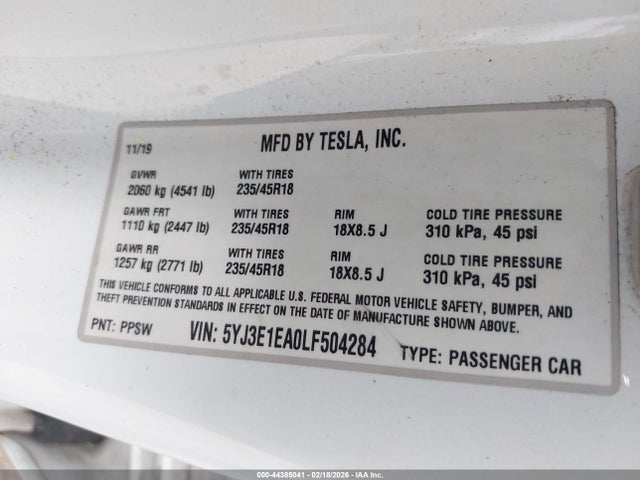 MFD BY TESLA, INC.
11/19
GVWR WITH TIRES
2060 kg (4541 lb) 235/45R18
GAWR FRT WITH TIRES RIM COLD TIRE PRESSURE
1110 kg (2447 lb) 235/45R18 18X8.5 J 310 kPa, 45 psi
GAWR RR WITH TIRES RIM COLD TIRE PRESSURE
1257 kg (2771 lb) 235/45R18 18X8.5 J 310 kPa, 45 psi
THIS VEHICLE CONFORMS TO ALL APPLICABLE U.S. FEDERAL MOTOR VEHICLE SAFETY, BUMPER, AND
THEFT PREVENTION STANDARDS IN EFFECT ON THE DATE OF MANUFACTURE SHOWN ABOVE.
PNT: PPSW VIN: 5YJ3E1EA0LF504284 TYPE: PASSENGER CAR
000-44385041 - 02/18/2026 - IAA Inc.